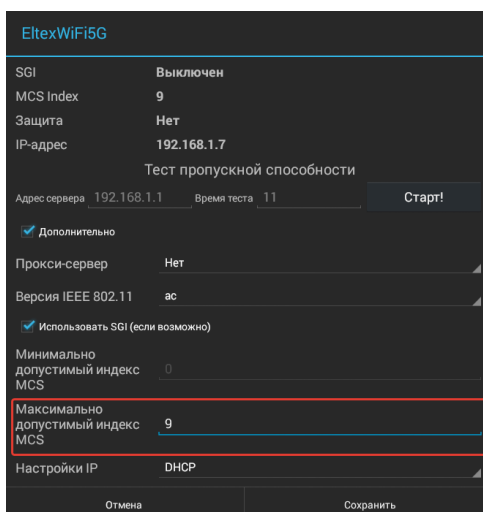 EltexWiFi5G
SGI Выключен
MCS Index 9
Защита Нет
IP-адрес 192.168.1.7
Тест пропускной способности
Адрес сервера 192.168.1.1 Время теста 11 Старт!
Дополнительно
Прокси-сервер Нет
Версия IEEE 802.11 ac
Использовать SGI (если возможно)
Минимально
допустимый индекс 0
MCS
Максимально
допустимый индекс 9
MCS
Настройки IP DHCP
Отмена Сохранить